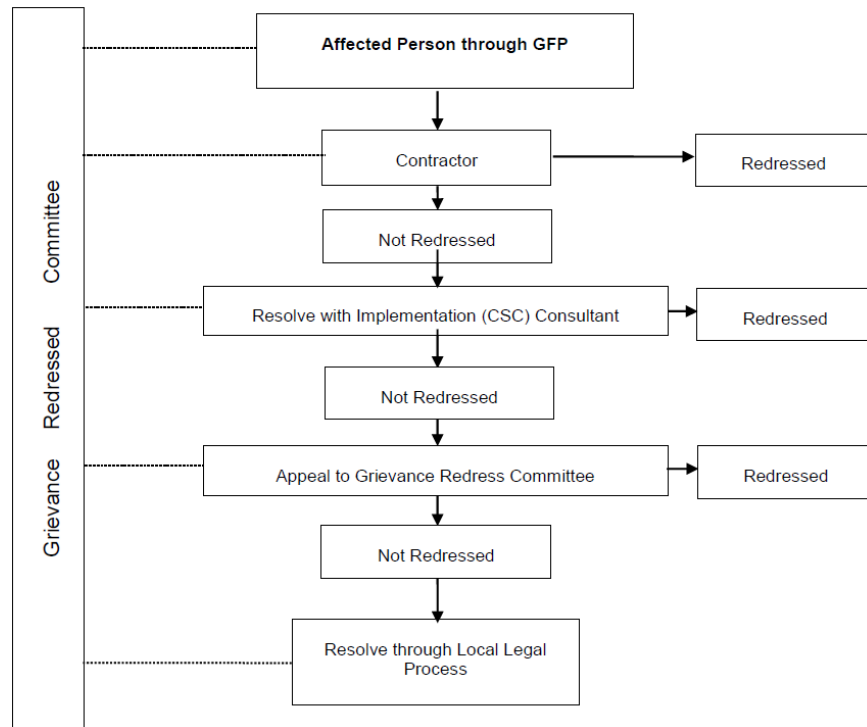 Affected Person through GFP
Contractor
Redressed
Not Redressed
Resolve with Implementation (CSC) Consultant
Redressed
Not Redressed
Appeal to Grievance Redress Committee
Redressed
Not Redressed
Resolve through Local Legal
Process
Grievance Redressed Committee